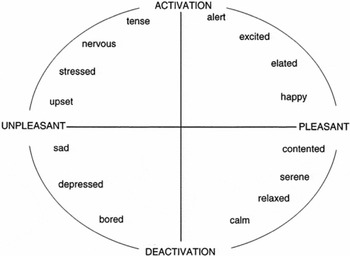 ACTIVATION
tense
alert
nervous
excited
stressed
elated
upset
happy
UNPLEASANT
PLEASANT
sad
contented
depressed
serene
relaxed
bored
calm
DEACTIVATION